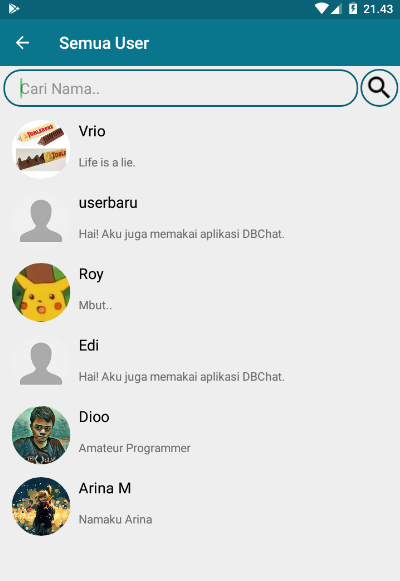 21.43
Semua User
Cari Nama..
Vrio
Life is a lie.
userbaru
Hai! Aku juga memakai aplikasi DBChat.
Roy
Mbut..
Edi
Hai! Aku juga memakai aplikasi DBChat.
Dioo
Amateur Programmer
Arina M
Namaku Arina